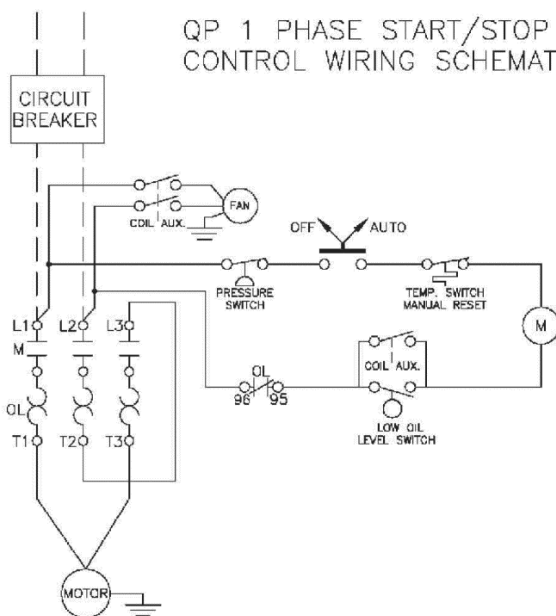 QP 1 PHASE START/STOP
CONTROL WIRING SCHEMAT
CIRCUIT
BREAKER
FAN
COIL AUX.
OFF
AUTO
PRESSURE
SWITCH
TEMP. SWITCH
MANUAL RESET
L1
L2
L3
M
M
COIL AUX.
OL
96
95
OL
LOW OIL
LEVEL SWITCH
T1
T2
T3
MOTOR